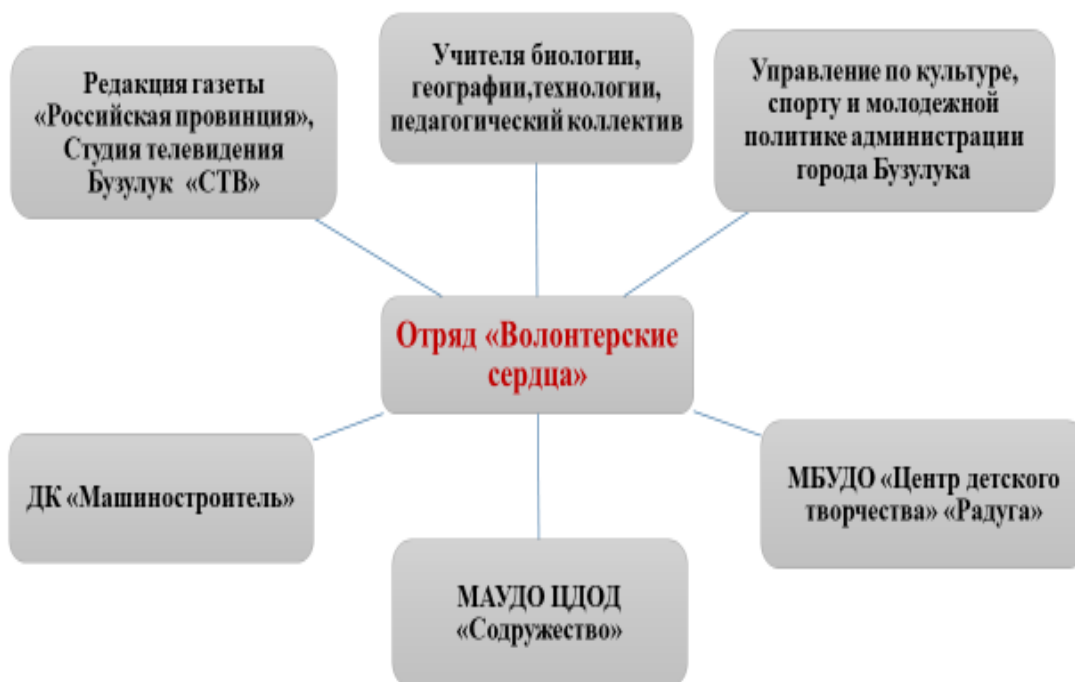 Редакция газеты
«Российская провинция»,
Студия телевидения
Бузулук «СТВ»
Учителя биологии,
географии,технологии,
педагогический коллектив
Управление по культуре,
спорту и молодежной
политике администрации
города Бузулука
Отряд «Волонтерские
сердца»
ДК «Машиностроитель»
МАУДО ЦДОД
«Содружество»
МБУДО «Центр детского
творчества» «Радуга»